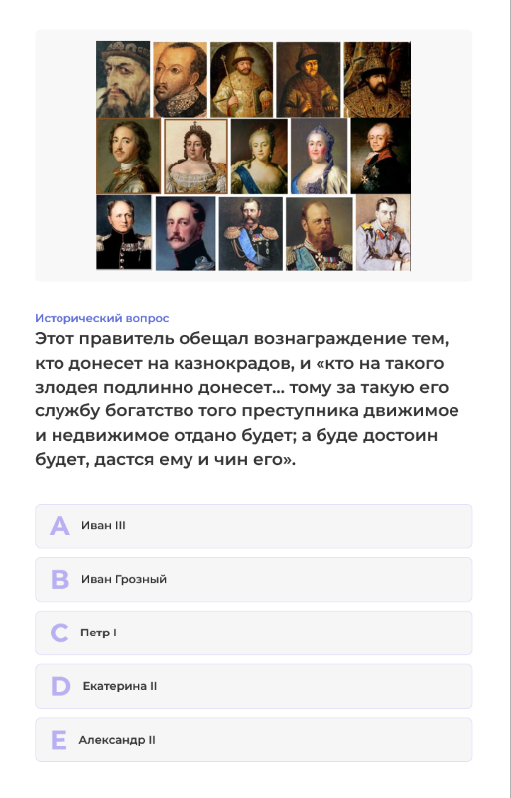 Исторический вопрос
Этот правитель обещал вознаграждение тем,
кто донесет на казнокрадов, и «кто на такого
злодея подлинно донесет... тому за такую его
службу богатство того преступника движимое
и недвижимое отдано будет; а буде достоин
будет, дастся ему и чин его».
A Иван III
B Иван Грозный
C Петр I
D Екатерина II
E Александр II